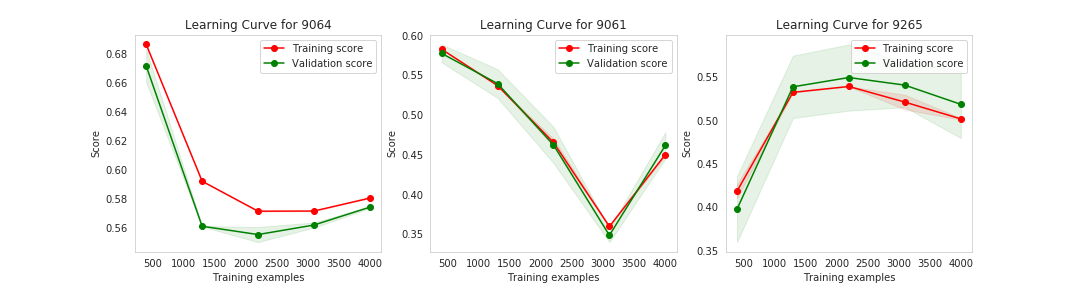 Learning Curve for 9064
Training score
Validation score
0.68
0.66
0.64
0.62
0.60
0.58
0.56
Score
500 1000 1500 2000 2500 3000 3500 4000
Training examples
Learning Curve for 9061
Training score
Validation score
0.60
0.55
0.50
0.45
0.40
0.35
Score
500 1000 1500 2000 2500 3000 3500 4000
Training examples
Learning Curve for 9265
Training score
Validation score
0.55
0.50
0.45
0.40
0.35
Score
500 1000 1500 2000 2500 3000 3500 4000
Training examples